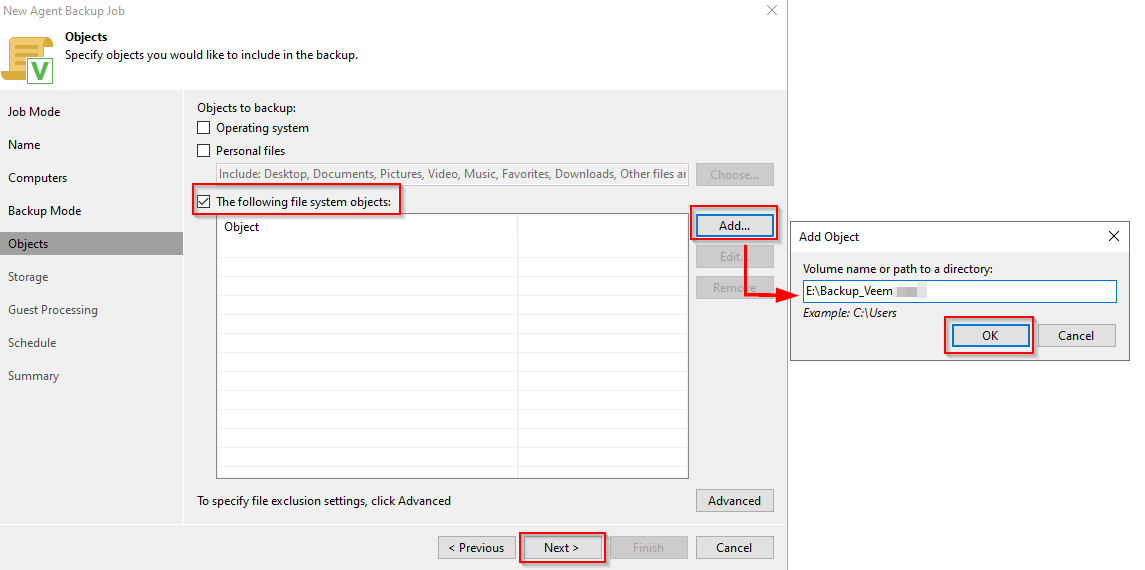 New Agent Backup Job
Objects
Specify objects you would like to include in the backup.
V
Job Mode
Name
Computers
Backup Mode
Objects
Storage
Guest Processing
Schedule
Summary
Objects to backup:
Operating system
Personal files
Include: Desktop, Documents, Pictures, Video, Music, Favorites, Downloads, Other files ar
Choose...
The following file system objects:
Object
Add...
Edit...
Remove
To specify file exclusion settings, click Advanced
Advanced
< Previous
Next >
Finish
Cancel
Add Object
Volume name or path to a directory:
E:\Backup_Veem
Example: C:\Users
OK
Cancel